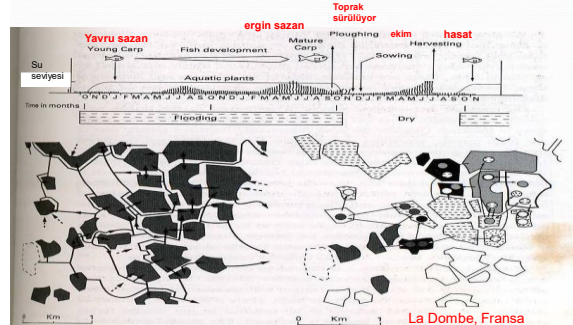 Toprak
sürülüyor
ergin sazan
Yavru sazan
ekim
hasat
Young Carp
Fish development
Mature
Carp
Ploughing
Sowing
Harvesting
Su
seviyesi
Aquatic plants
O N D J F M A M J J A S O N D J F M A M J J A S O N D J F M A M J J A S O N
Time in months
Flooding
Dry
Km
1
0
Km
1
La Dombe, Fransa